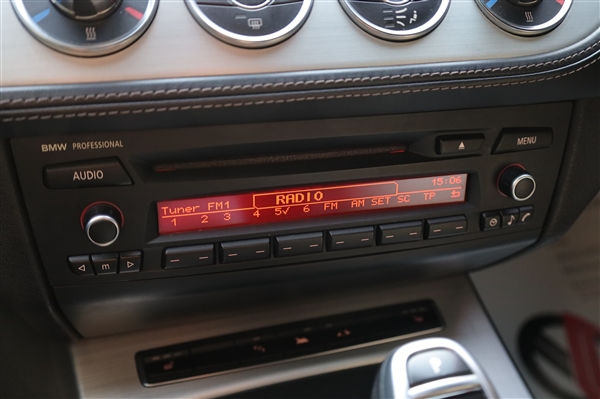 BMW PROFESSIONAL
MENU
AUDIO
RADIO
15:06
Tuner FM1
1 2 3 4 5√ 6 FM AM SET SC TP
m
P